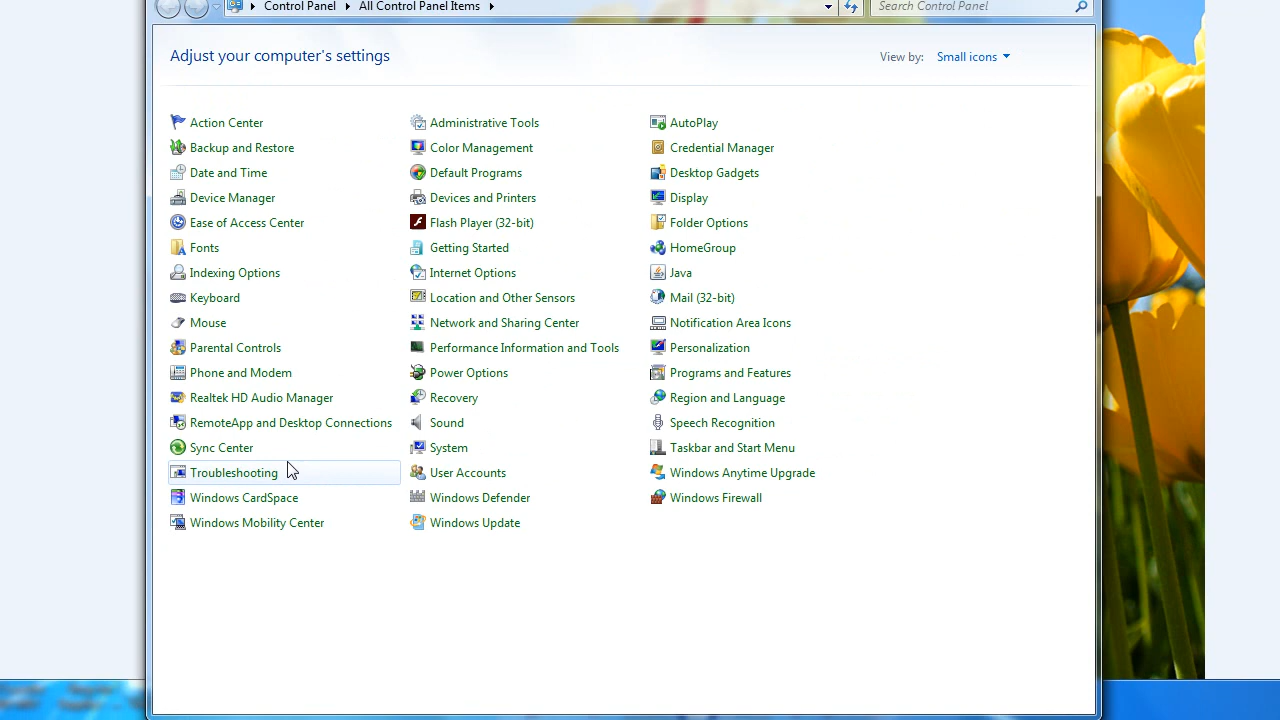 Control Panel All Control Panel Items Search Control Panel
Adjust your computer's settings View by: Small icons
Action Center Administrative Tools AutoPlay
Backup and Restore Color Management Credential Manager
Date and Time Default Programs Desktop Gadgets
Device Manager Devices and Printers Display
Ease of Access Center Flash Player (32-bit) Folder Options
Fonts Getting Started HomeGroup
Indexing Options Internet Options Java
Keyboard Location and Other Sensors Mail (32-bit)
Mouse Network and Sharing Center Notification Area Icons
Parental Controls Performance Information and Tools Personalization
Phone and Modem Power Options Programs and Features
Realtek HD Audio Manager Recovery Region and Language
RemoteApp and Desktop Connections Sound Speech Recognition
Sync Center System Taskbar and Start Menu
Troubleshooting User Accounts Windows Anytime Upgrade
Windows CardSpace Windows Defender Windows Firewall
Windows Mobility Center Windows Update